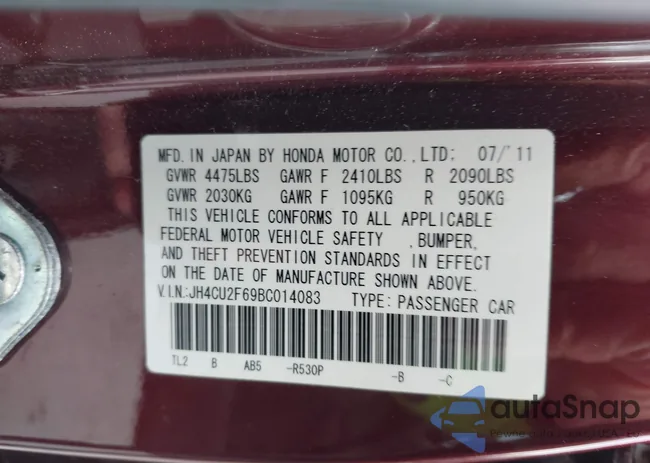 MFD. IN JAPAN BY HONDA MOTOR CO., LTD; 07/'11
GVWR 4475LBS GAWR F 2410LBS R 2090LBS
GVWR 2030KG GAWR F 1095KG R 950KG
THIS VEHICLE CONFORMS TO ALL APPLICABLE
FEDERAL MOTOR VEHICLE SAFETY , BUMPER,
AND THEFT PREVENTION STANDARDS IN EFFECT
ON THE DATE OF MANUFACTURE SHOWN ABOVE.
V.I.N.:JH4CU2F69BC014083 TYPE: PASSENGER CAR
TL2 B AB5 -R530P -B -C
autoSnap